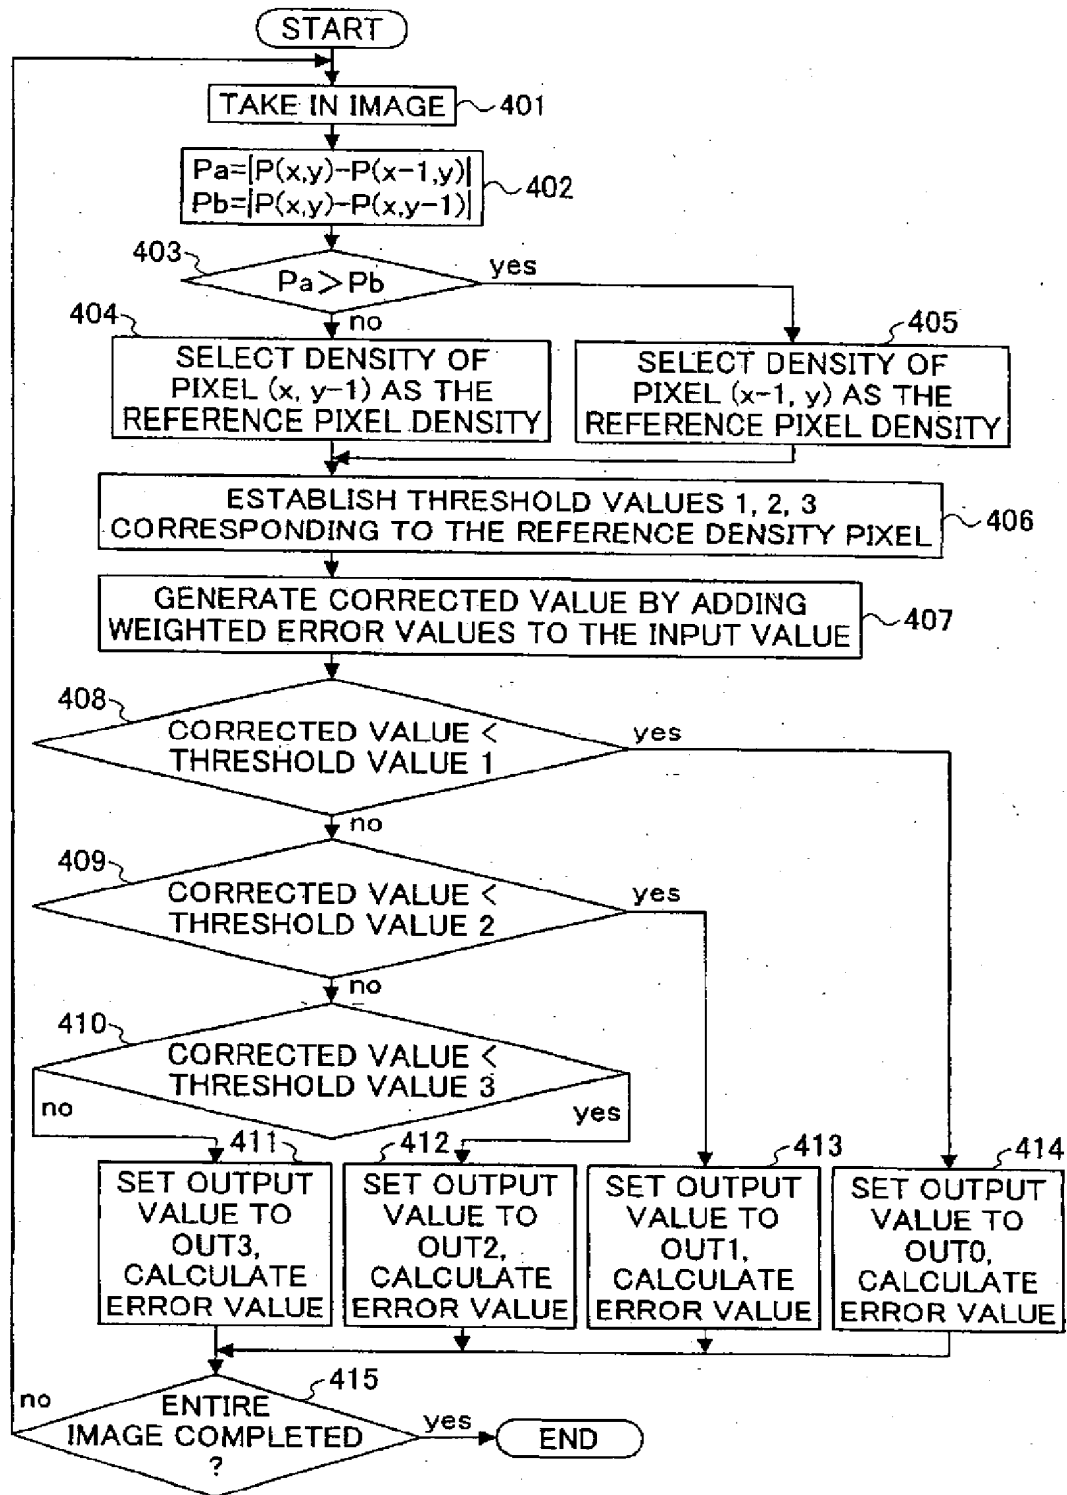 START
TAKE IN IMAGE
401
Pa=|P(x,y)-P(x-1,y)|
Pb=|P(x,y)-P(x,y-1)|
402
403
Pa>Pb
yes
no
404
SELECT DENSITY OF
PIXEL (x, y-1) AS THE
REFERENCE PIXEL DENSITY
405
SELECT DENSITY OF
PIXEL (x-1, y) AS THE
REFERENCE PIXEL DENSITY
ESTABLISH THRESHOLD VALUES 1, 2, 3
CORRESPONDING TO THE REFERENCE DENSITY PIXEL
406
GENERATE CORRECTED VALUE BY ADDING
WEIGHTED ERROR VALUES TO THE INPUT VALUE
407
408
CORRECTED VALUE <
THRESHOLD VALUE 1
yes
no
409
CORRECTED VALUE <
THRESHOLD VALUE 2
yes
no
410
CORRECTED VALUE <
THRESHOLD VALUE 3
no
yes
411
SET OUTPUT
VALUE TO
OUT3,
CALCULATE
ERROR VALUE
412
SET OUTPUT
VALUE TO
OUT2,
CALCULATE
ERROR VALUE
413
SET OUTPUT
VALUE TO
OUT1,
CALCULATE
ERROR VALUE
414
SET OUTPUT
VALUE TO
OUT0,
CALCULATE
ERROR VALUE
415
ENTIRE
IMAGE COMPLETED
?
no
yes
END